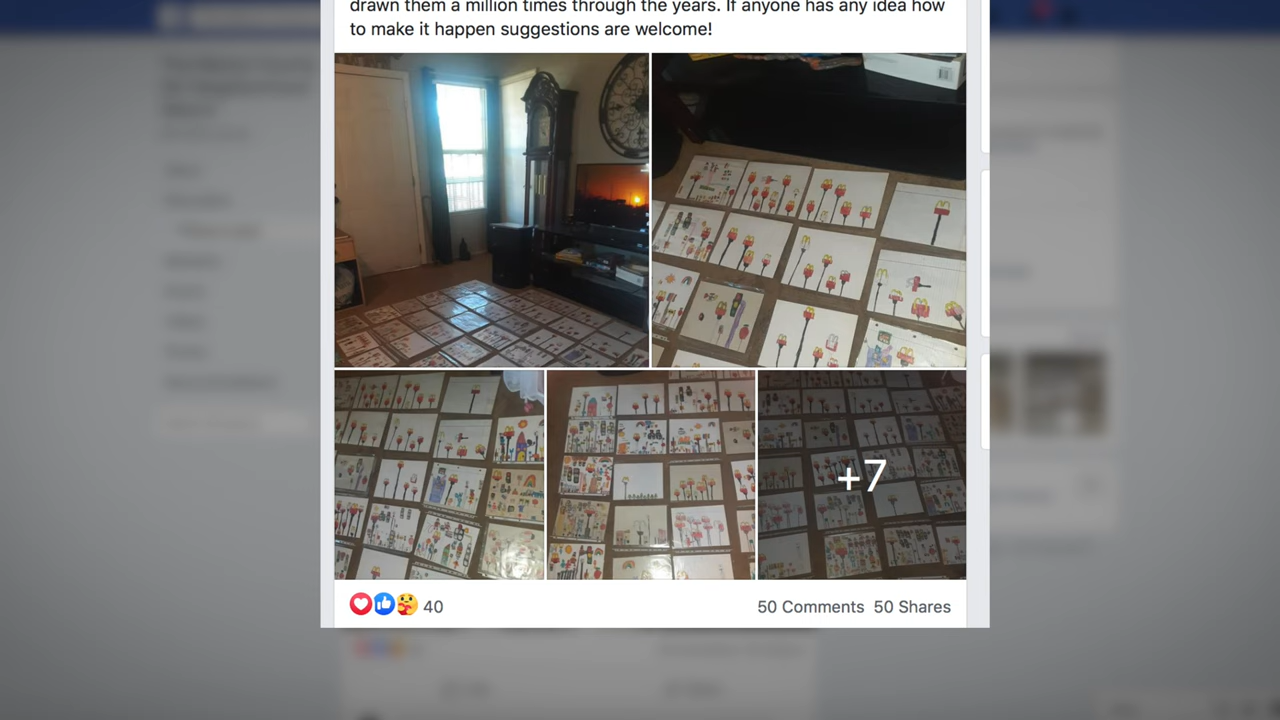 drawn them a million times through the years. If anyone has any idea how
to make it happen suggestions are welcome!
+7
40
50 Comments 50 Shares